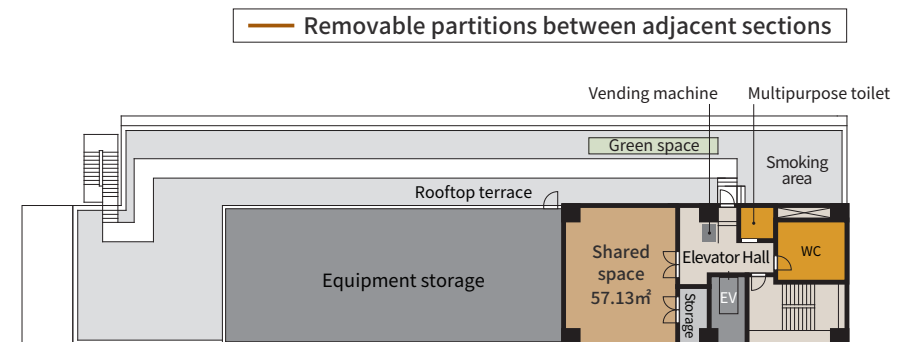 Removable partitions between adjacent sections
Vending machine
Multipurpose toilet
Green space
Smoking
area
Rooftop terrace
Shared
space
57.13㎡
Elevator Hall
WC
Equipment storage
EV
Storage